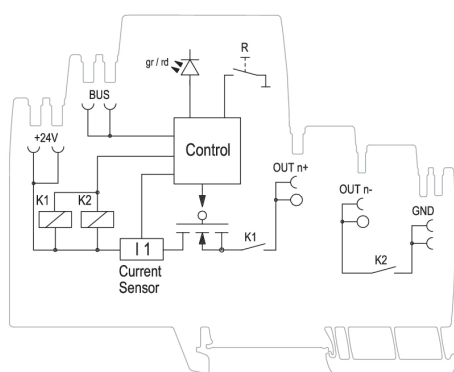 gr / rd
R
BUS
+24V
Control
OUT n+
OUT n-
K1
K2
GND
K1
K2
I 1
Current
Sensor